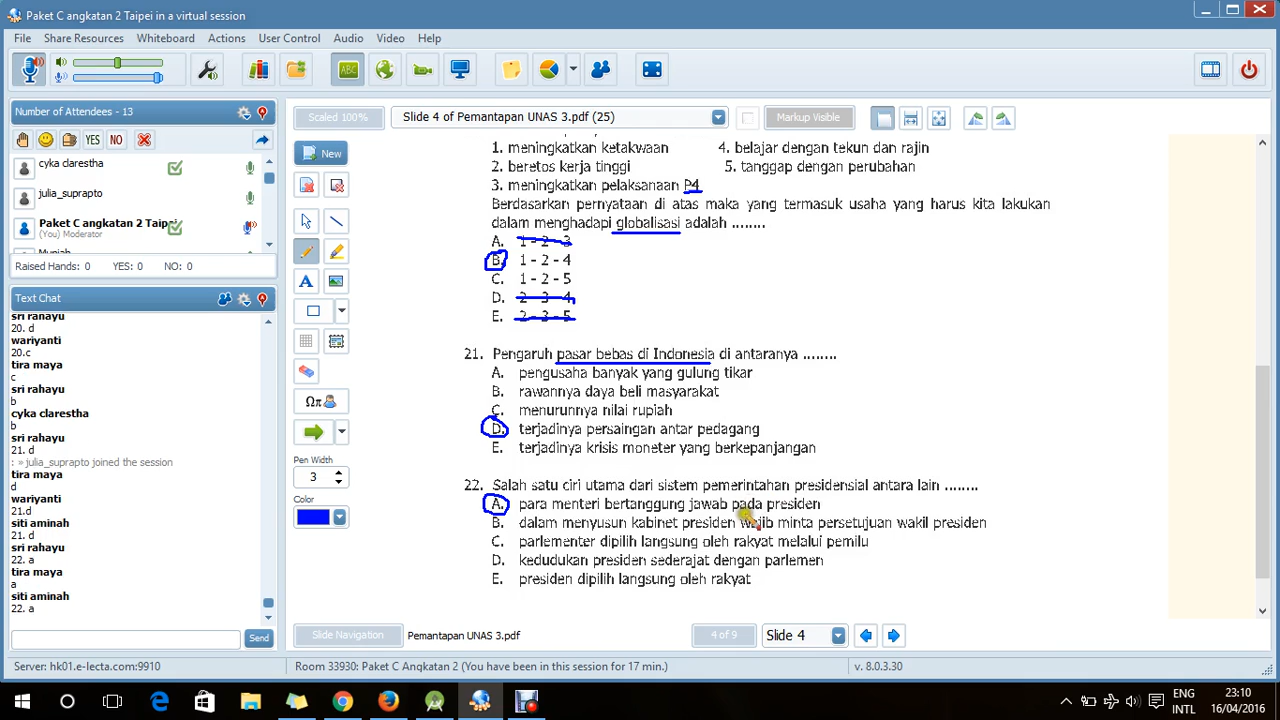 Paket C angkatan 2 Taipei in a virtual session
File Share Resources Whiteboard Actions User Control Audio Video Help
Number of Attendees - 13
YES NO
cyka clarestha
julia_suprapto
Paket C angkatan 2 Taipei
(You) Moderator
Raised Hands: 0 YES: 0 NO: 0
Text Chat
sri rahayu
20. d
wariyanti
20.c
tira maya
c
sri rahayu
b
cyka clarestha
b
sri rahayu
21. d
: » julia_suprapto joined the session
tira maya
d
wariyanti
21.d
siti aminah
d
sri rahayu
22. a
tira maya
a
siti aminah
22. a
Send
Scaled 100%
Slide 4 of Pemantapan UNAS 3.pdf (25)
Markup Visible
New
ABC
A
Ωπ
Pen Width
3
Color
1. meningkatkan ketakwaan 4. belajar dengan tekun dan rajin
2. beretos kerja tinggi 5. tanggap dengan perubahan
3. meningkatkan pelaksanaan P4
Berdasarkan pernyataan di atas maka yang termasuk usaha yang harus kita lakukan
dalam menghadapi globalisasi adalah ........
A. 1 - 2 - 3
B. 1 - 2 - 4
C. 1 - 2 - 5
D. 2 - 3 - 4
E. 2 - 3 - 5
21. Pengaruh pasar bebas di Indonesia di antaranya ........
A. pengusaha banyak yang gulung tikar
B. rawannya daya beli masyarakat
C. menurunnya nilai rupiah
D. terjadinya persaingan antar pedagang
E. terjadinya krisis moneter yang berkepanjangan
22. Salah satu ciri utama dari sistem pemerintahan presidensial antara lain ........
A. para menteri bertanggung jawab pada presiden
B. dalam menyusun kabinet presiden wajib minta persetujuan wakil presiden
C. parlementer dipilih langsung oleh rakyat melalui pemilu
D. kedudukan presiden sederajat dengan parlemen
E. presiden dipilih langsung oleh rakyat
Slide Navigation
Pemantapan UNAS 3.pdf
4 of 9
Slide 4
Server: hk01.e-lecta.com:9910
Room 33930: Paket C Angkatan 2 (You have been in this session for 17 min.)
v. 8.0.3.30
ENG
INTL
23:10
16/04/2016